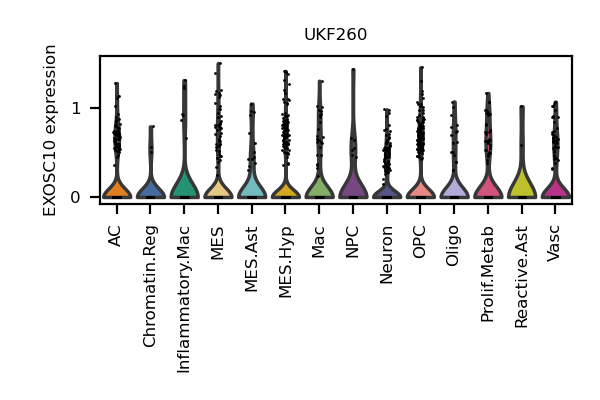 UKF260
EXOSC10 expression
1
0
AC
Chromatin.Reg
Inflammatory.Mac
MES
MES.Ast
MES.Hyp
Mac
NPC
Neuron
OPC
Oligo
Prolif.Metab
Reactive.Ast
Vasc